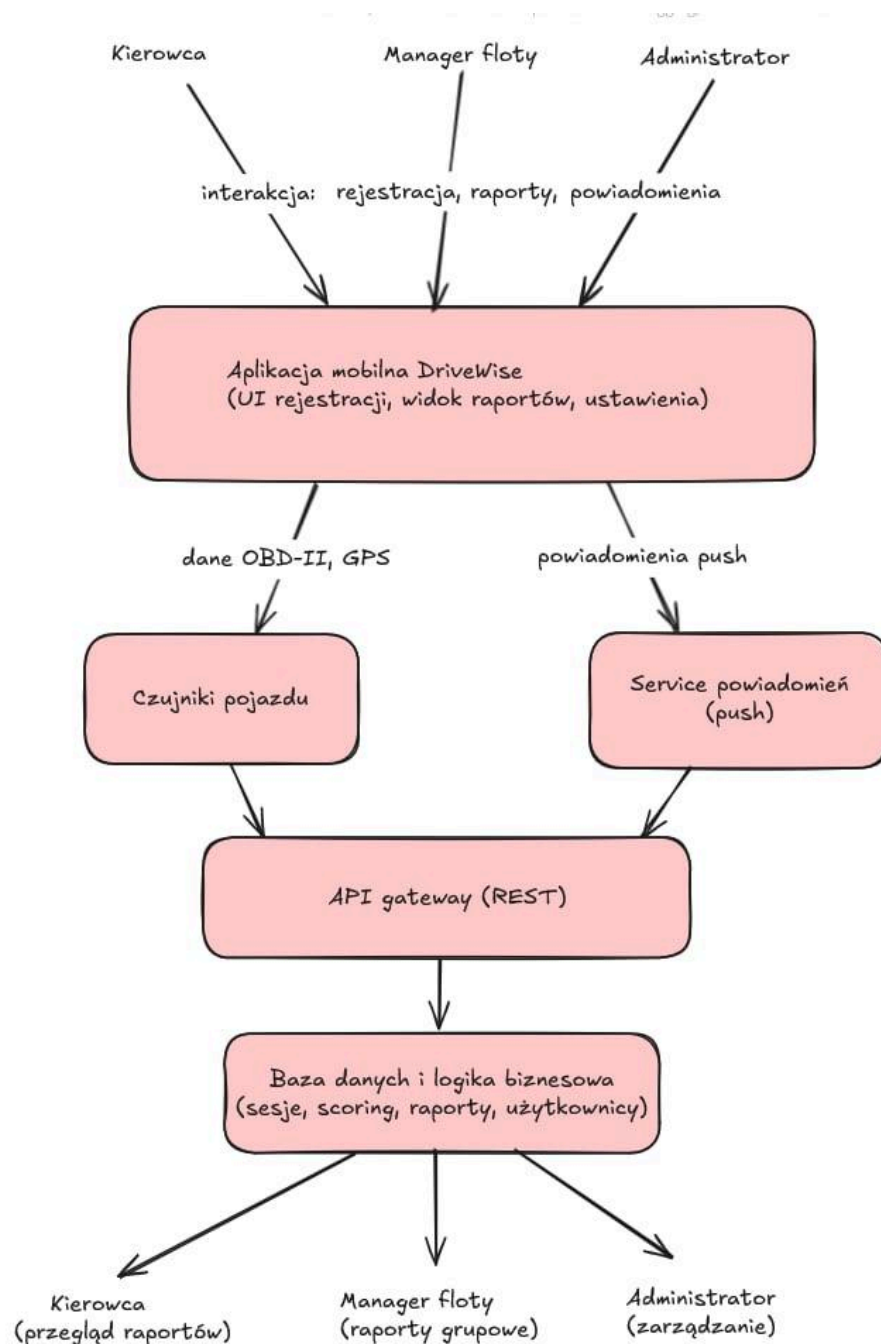 Kierowca
Manager floty
Administrator
interakcja: rejestracja, raporty, powiadomienia
Aplikacja mobilna DriveWise
(UI rejestracji, widok raportów, ustawienia)
dane OBD-II, GPS
powiadomienia push
Czujniki pojazdu
Service powiadomień
(push)
API gateway (REST)
Baza danych i logika biznesowa
(sesje, scoring, raporty, użytkownicy)
Kierowca
(przegląd raportów)
Manager floty
(raporty grupowe)
Administrator
(zarządzanie)